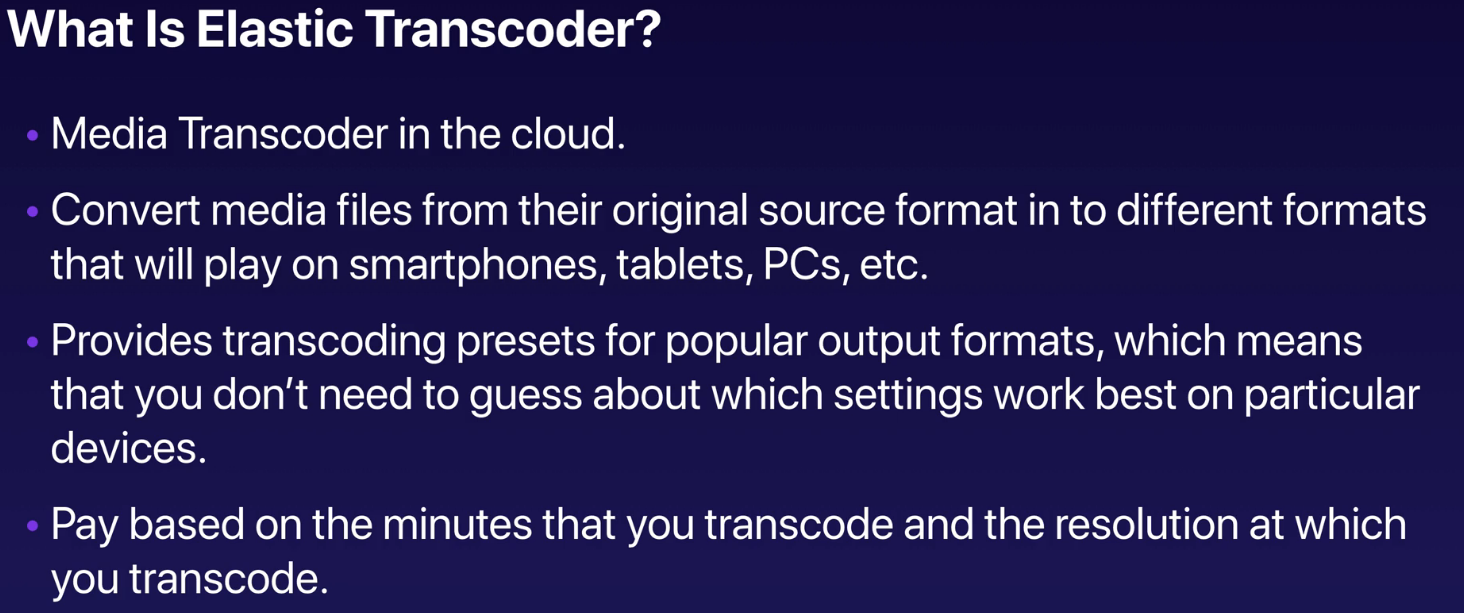 What Is Elastic Transcoder?
• Media Transcoder in the cloud.
• Convert media files from their original source format in to different formats
that will play on smartphones, tablets, PCs, etc.
• Provides transcoding presets for popular output formats, which means
that you don’t need to guess about which settings work best on particular
devices.
• Pay based on the minutes that you transcode and the resolution at which
you transcode.